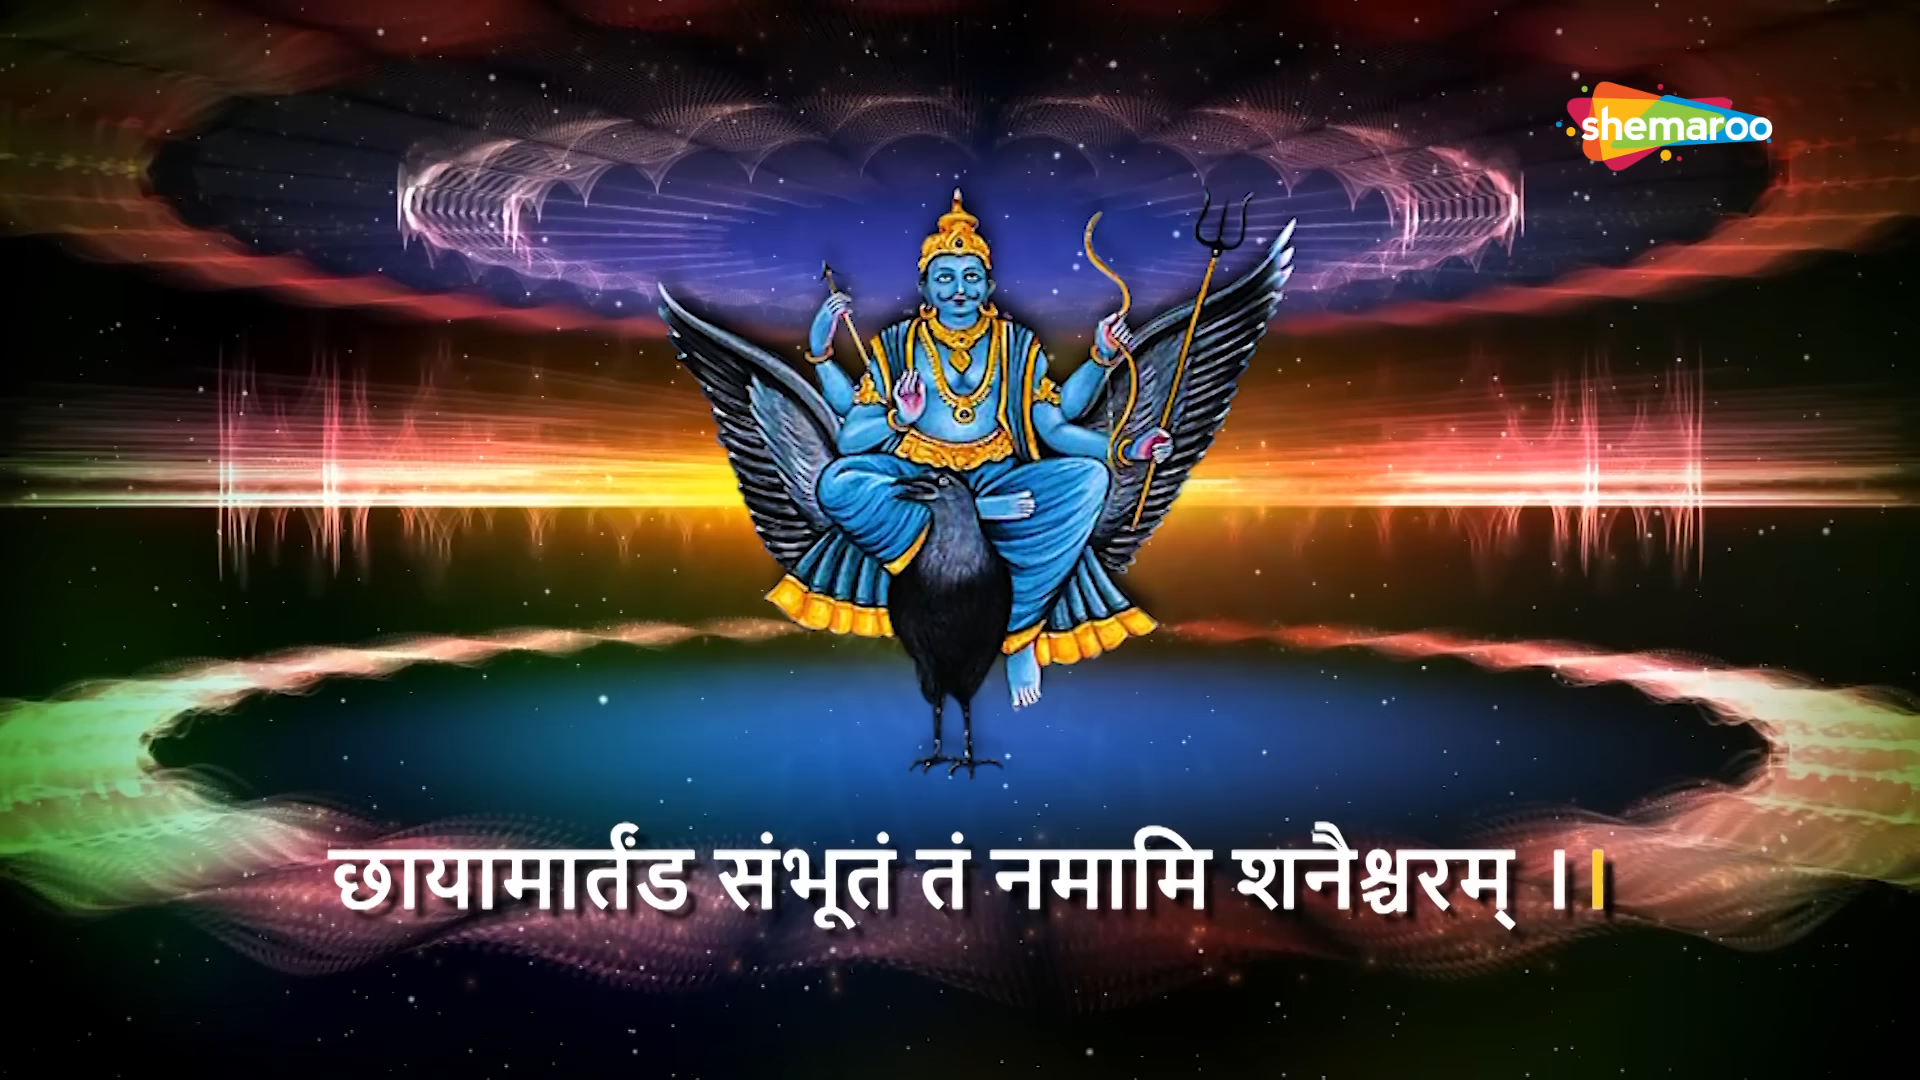 shemaroo
छायामार्तंड संभूतं तं नमामि शनैश्चरम् ।।